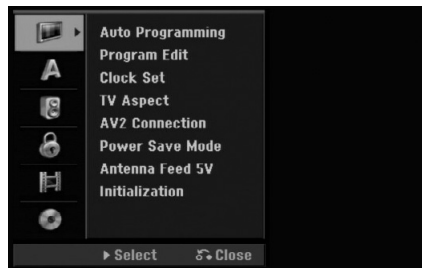 Auto Programming
Program Edit
Clock Set
TV Aspect
AV2 Connection
Power Save Mode
Antenna Feed 5V
Initialization
Select Close